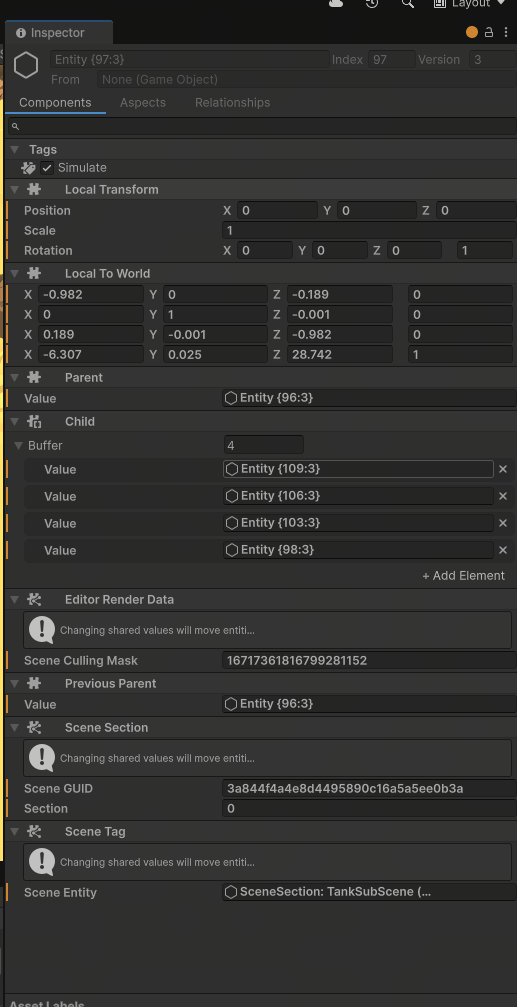 Layout
Inspector
Entity {97:3} Index 97 Version 3
From None (Game Object)
Components Aspects Relationships
Tags
Simulate
Local Transform
Position X 0 Y 0 Z 0
Scale 1
Rotation X 0 Y 0 Z 0 1
Local To World
X -0.982 Y 0 Z -0.189 0
X 0 Y 1 Z -0.001 0
X 0.189 Y -0.001 Z -0.982 0
X -6.307 Y 0.025 Z 28.742 1
Parent
Value Entity {96:3}
Child
Buffer 4
Value Entity {109:3} ×
Value Entity {106:3} ×
Value Entity {103:3} ×
Value Entity {98:3} ×
+ Add Element
Editor Render Data
Changing shared values will move entiti...
Scene Culling Mask 16717361816799281152
Previous Parent
Value Entity {96:3}
Scene Section
Changing shared values will move entiti...
Scene GUID 3a844f4a4e8d4495890c16a5a5ee0b3a
Section 0
Scene Tag
Changing shared values will move entiti...
Scene Entity SceneSection: TankSubScene (...
Asset Labels